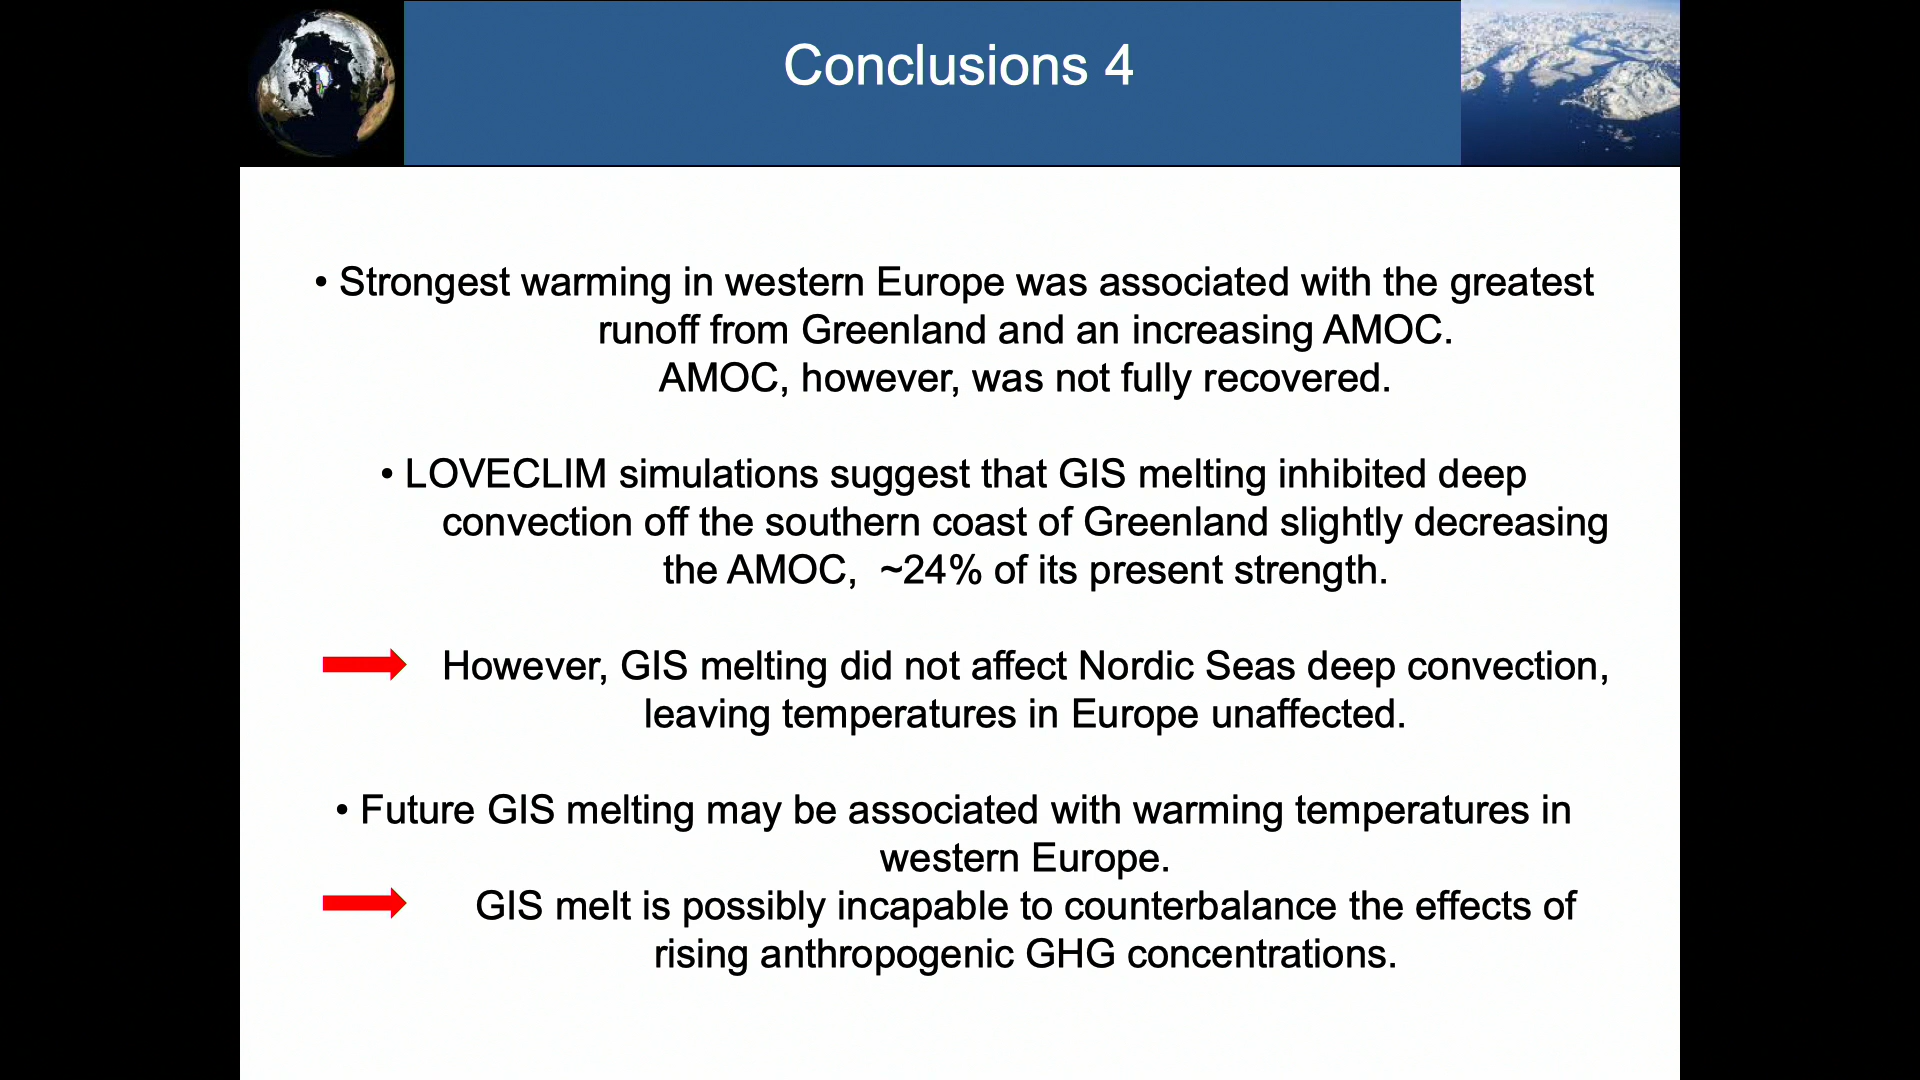 Conclusions 4
• Strongest warming in western Europe was associated with the greatest
runoff from Greenland and an increasing AMOC.
AMOC, however, was not fully recovered.
• LOVECLIM simulations suggest that GIS melting inhibited deep
convection off the southern coast of Greenland slightly decreasing
the AMOC, ~24% of its present strength.
However, GIS melting did not affect Nordic Seas deep convection,
leaving temperatures in Europe unaffected.
• Future GIS melting may be associated with warming temperatures in
western Europe.
GIS melt is possibly incapable to counterbalance the effects of
rising anthropogenic GHG concentrations.